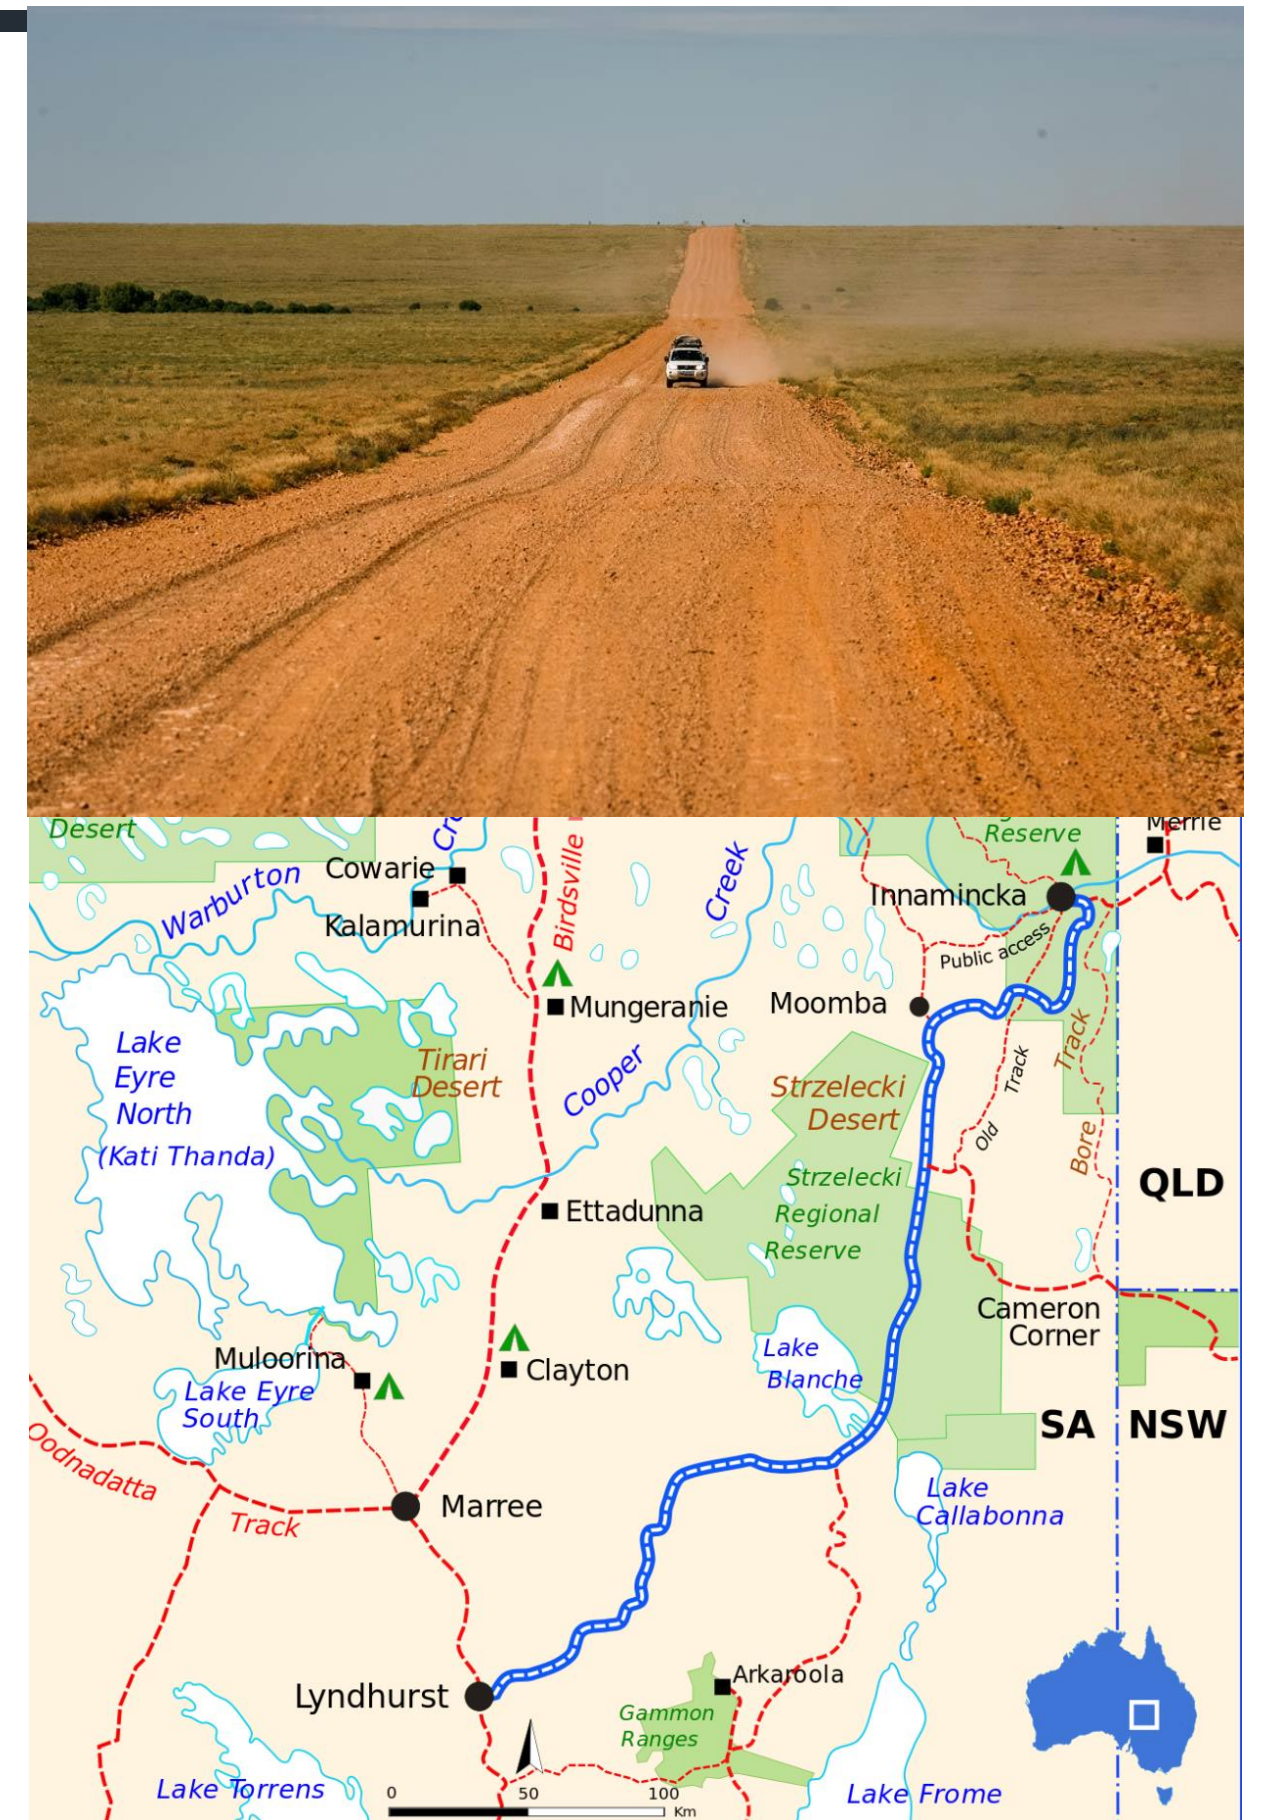 Desert
Reserve
Cowarie
Warburton
Kalamurina
Birdsville
Creek
Innamincka
Public access
Mungeranie
Moomba
Lake
Eyre
North
(Kati Thanda)
Tirari
Desert
Cooper
Strzelecki
Desert
Track
Track
Old
Bore
Strzelecki
Regional
Reserve
QLD
Ettadunna
Cameron
Corner
Muloorina
Lake Eyre
South
Clayton
Lake
Blanche
SA
NSW
Oodnadatta
Track
Marree
Lake
Callabonna
Lyndhurst
Arkaroola
Gammon
Ranges
Lake Torrens
0 50 100
Km
Lake Frome